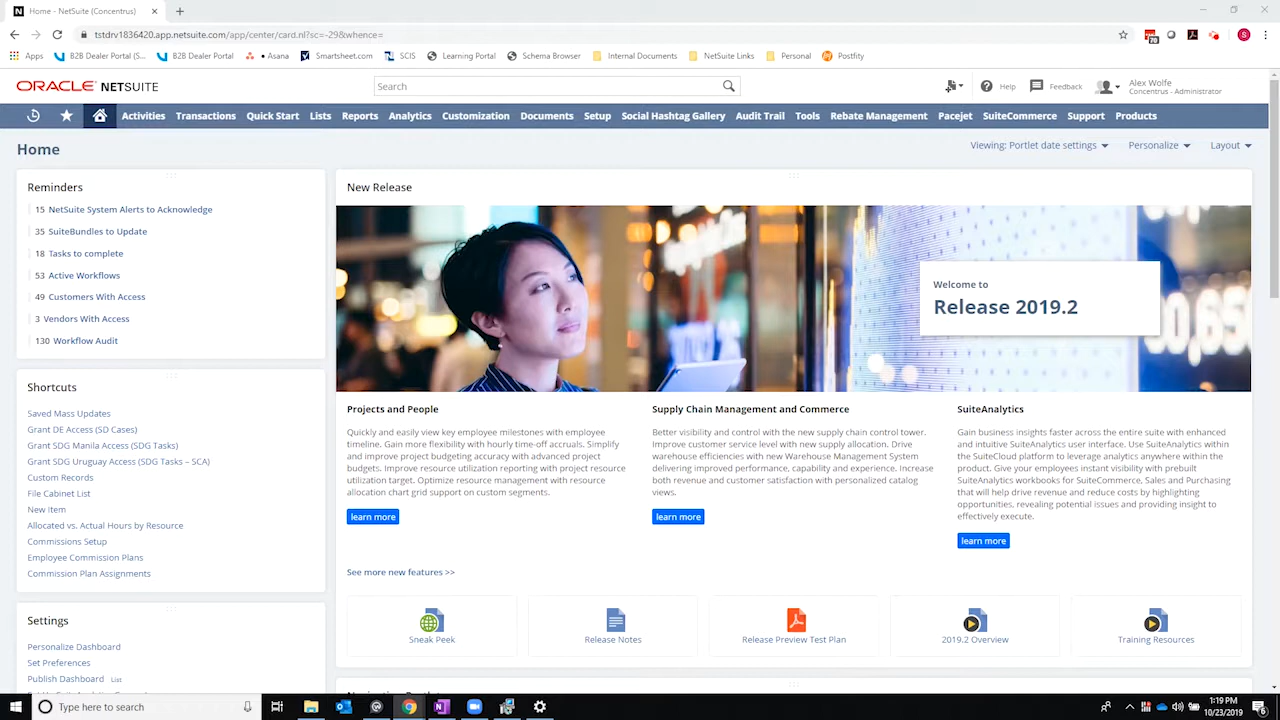 Home - NetSuite (Concentrus)
tstdrv1836420.app.netsuite.com/app/center/card.nl?sc=-29&whence=
20
S
Apps
B2B Dealer Portal (S...
B2B Dealer Portal
Asana
Smartsheet.com
SCIS
Learning Portal
Schema Browser
Internal Documents
NetSuite Links
Personal
Postfity
ORACLE NETSUITE
Search
Help
Feedback
Alex Wolfe
Concentrus - Administrator
Activities Transactions Quick Start Lists Reports Analytics Customization Documents Setup Social Hashtag Gallery Audit Trail Tools Rebate Management Pacejet SuiteCommerce Support Products
Home
Viewing: Portlet date settings
Personalize
Layout
Reminders
15 NetSuite System Alerts to Acknowledge
35 SuiteBundles to Update
18 Tasks to complete
53 Active Workflows
49 Customers With Access
3 Vendors With Access
130 Workflow Audit
Shortcuts
Saved Mass Updates
Grant DE Access (SD Cases)
Grant SDG Manila Access (SDG Tasks)
Grant SDG Uruguay Access (SDG Tasks – SCA)
Custom Records
File Cabinet List
New Item
Allocated vs. Actual Hours by Resource
Commissions Setup
Employee Commission Plans
Commission Plan Assignments
Settings
Personalize Dashboard
Set Preferences
Publish Dashboard List
New Release
Welcome to
Release 2019.2
Projects and People
Quickly and easily view key employee milestones with employee
timeline. Gain more flexibility with hourly time-off accruals. Simplify
and improve project budgeting accuracy with advanced project
budgets. Improve resource utilization reporting with project resource
utilization target. Optimize resource management with resource
allocation chart grid support on custom segments.
learn more
Supply Chain Management and Commerce
Better visibility and control with the new supply chain control tower.
Improve customer service level with new supply allocation. Drive
warehouse efficiencies with new Warehouse Management System
delivering improved performance, capability and experience. Increase
both revenue and customer satisfaction with personalized catalog
views.
learn more
SuiteAnalytics
Gain business insights faster across the entire suite with enhanced
and intuitive SuiteAnalytics user interface. Use SuiteAnalytics within
the SuiteCloud platform to leverage analytics anywhere within the
product. Give your employees instant visibility with prebuilt
SuiteAnalytics workbooks for SuiteCommerce, Sales and Purchasing
that will help drive revenue and reduce costs by highlighting
opportunities, revealing potential issues and providing insight to
effectively execute.
learn more
See more new features >>
Sneak Peek
Release Notes
Release Preview Test Plan
2019.2 Overview
Training Resources
Type here to search
1:19 PM
10/23/2019